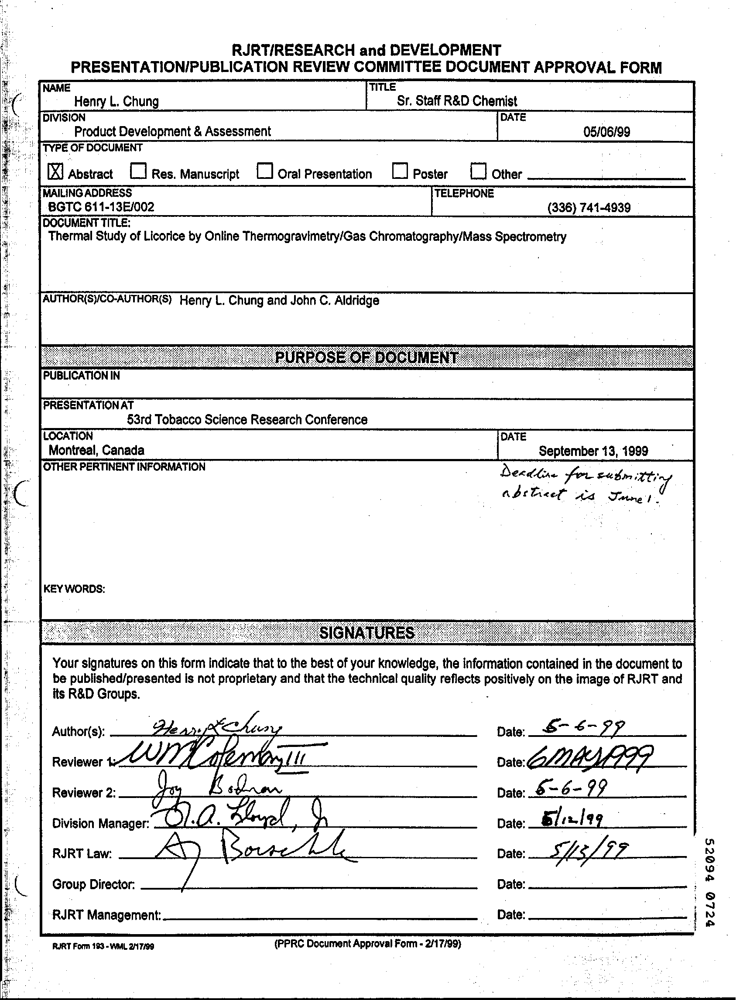 RJRT/RESEARCH and DEVELOPMENT
PRESENTATION/PUBLICATION REVIEW COMMITTEE DOCUMENT APPROVAL FORM
NAME TITLE
Henry L. Chung Sr. Staff R&D Chemist
DIVISION DATE
Product Development & Assessment 05/06/99
TYPE OF DOCUMENT
X Abstract Res. Manuscript Oral Presentation Poster Other
MAILING ADDRESS TELEPHONE
BGTC 611-13E/002 (336) 741-4939
DOCUMENT TITLE:
Thermal Study of Licorice by Online Thermogravimetry/Gas Chromatography/Mass Spectrometry
AUTHOR(S)/CO-AUTHOR(S) Henry L. Chung and John C. Aldridge
PURPOSE OF DOCUMENT
PUBLICATION IN
PRESENTATION AT
53rd Tobacco Science Research Conference
LOCATION DATE
Montreal, Canada September 13, 1999
OTHER PERTINENT INFORMATION
Deadline for submitting
abstract is June 1.
KEY WORDS:
SIGNATURES
Your signatures on this form indicate that to the best of your knowledge, the information contained in the document to
be published/presented is not proprietary and that the technical quality reflects positively on the image of RJRT and
its R&D Groups.
Author(s): Henry L Chung Date: 5-6-99
Reviewer 1: WM Coleman III Date: 6MAY1999
Reviewer 2: Joy Bodnar Date: 5-6-99
Division Manager: R.A. Lloyd, Jr Date: 5/12/99
RJRT Law: Date: 5/13/99
Group Director: Date:
RJRT Management: Date:
RJRT Form 193 - WML 2/17/99 (PPRC Document Approval Form - 2/17/99)
52094 0724